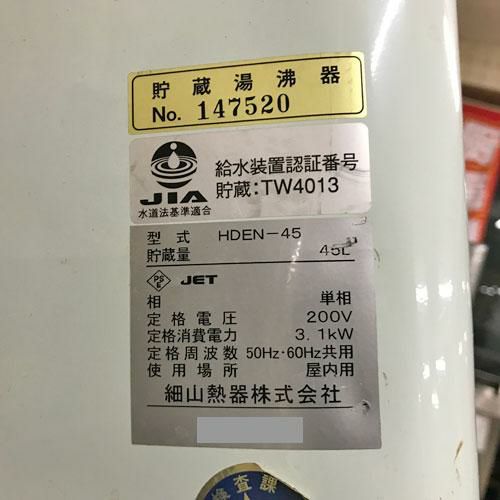 貯蔵湯沸器
No. 147520
JIA
水道法基準適合
給水装置認証番号
貯蔵:TW4013
型式 HDEN-45
貯蔵量 45L
PSE JET
相 単相
定格電圧 200V
定格消費電力 3.1kW
定格周波数 50Hz・60Hz共用
使用場所 屋内用
細山熱器株式会社
検査課